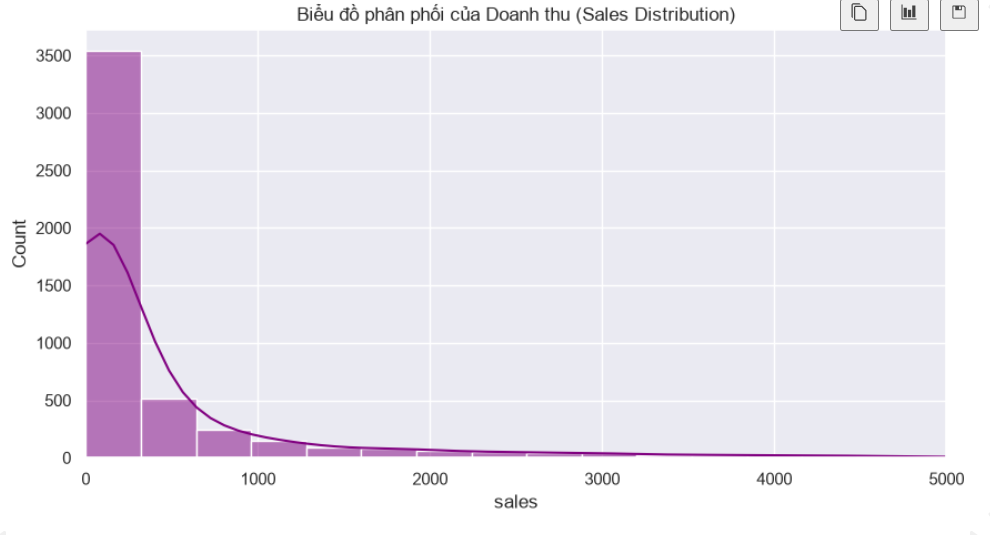 Biểu đồ phân phối của Doanh thu (Sales Distribution)
3500
3000
2500
2000
1500
1000
500
0
Count
0 1000 2000 3000 4000 5000
sales